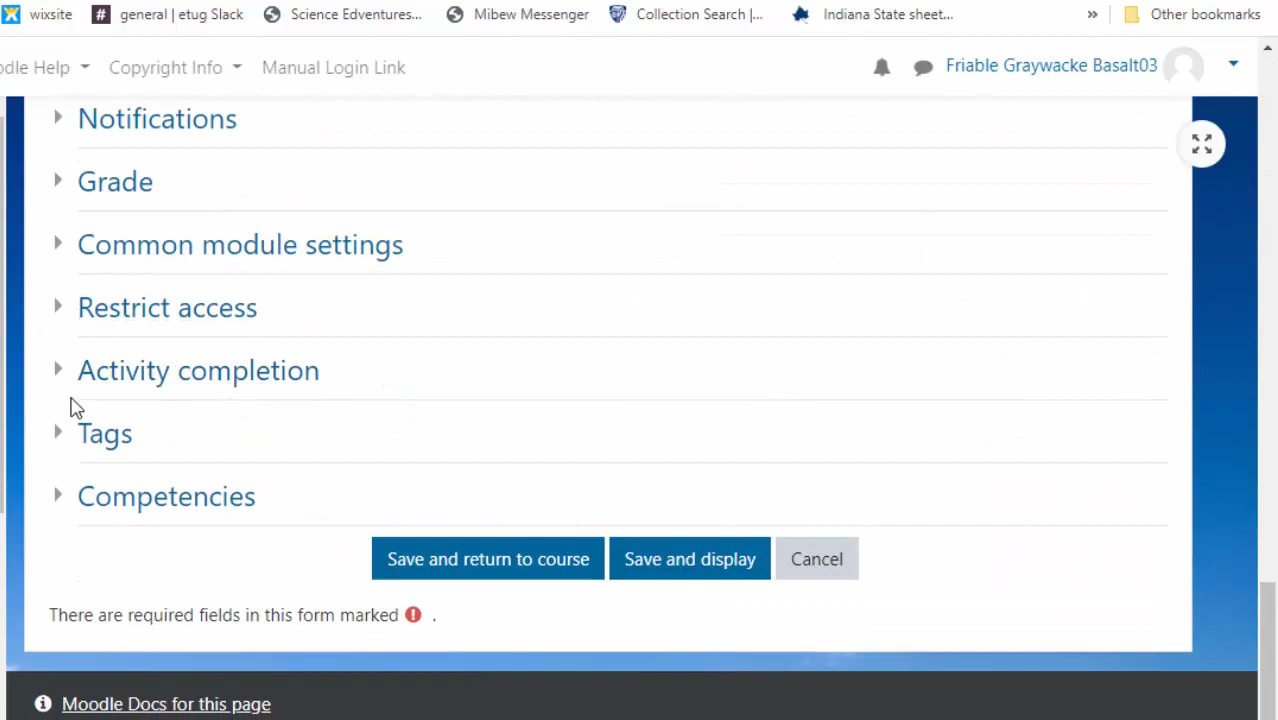 wixsite
general | etug Slack
Science Edventures...
Mibew Messenger
Collection Search |...
Indiana State sheet...
»
Other bookmarks
dle Help
Copyright Info
Manual Login Link
Friable Graywacke Basalt03
Notifications
Grade
Common module settings
Restrict access
Activity completion
Tags
Competencies
Save and return to course
Save and display
Cancel
There are required fields in this form marked .
Moodle Docs for this page